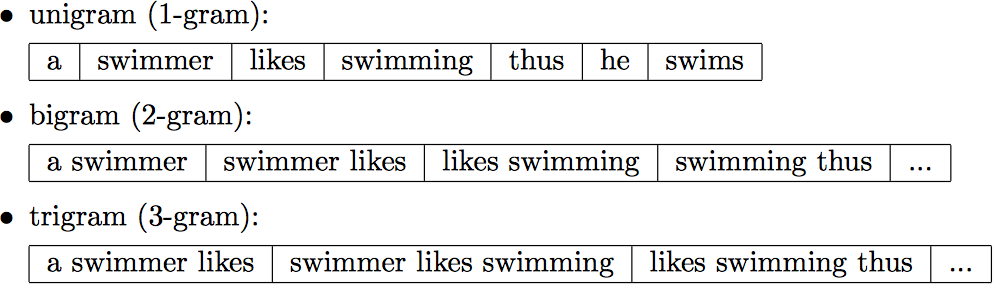 • unigram (1-gram):
a swimmer likes swimming thus he swims
• bigram (2-gram):
a swimmer swimmer likes likes swimming swimming thus ...
• trigram (3-gram):
a swimmer likes swimmer likes swimming likes swimming thus ...